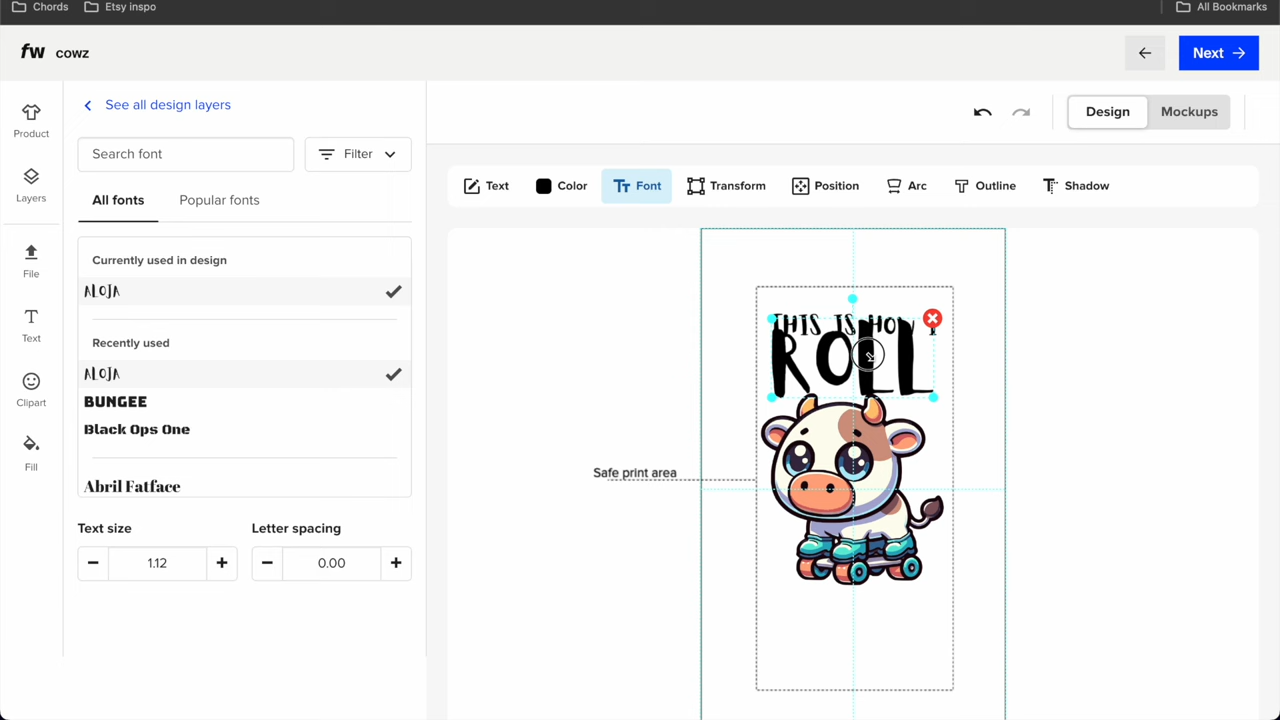 Chords Etsy inspo All Bookmarks
fw cowz Next
See all design layers
Product
Search font Filter
Design Mockups
Layers
All fonts Popular fonts
Text Color Tт Font Transform Position Arc Outline Shadow
File
Currently used in design
ALOJA
Text
Recently used
ALOJA
BUNGEE
Black Ops One
Abril Fatface
Clipart
Fill
THIS IS HOW I
ROLL
Safe print area
Text size Letter spacing
1.12 0.00